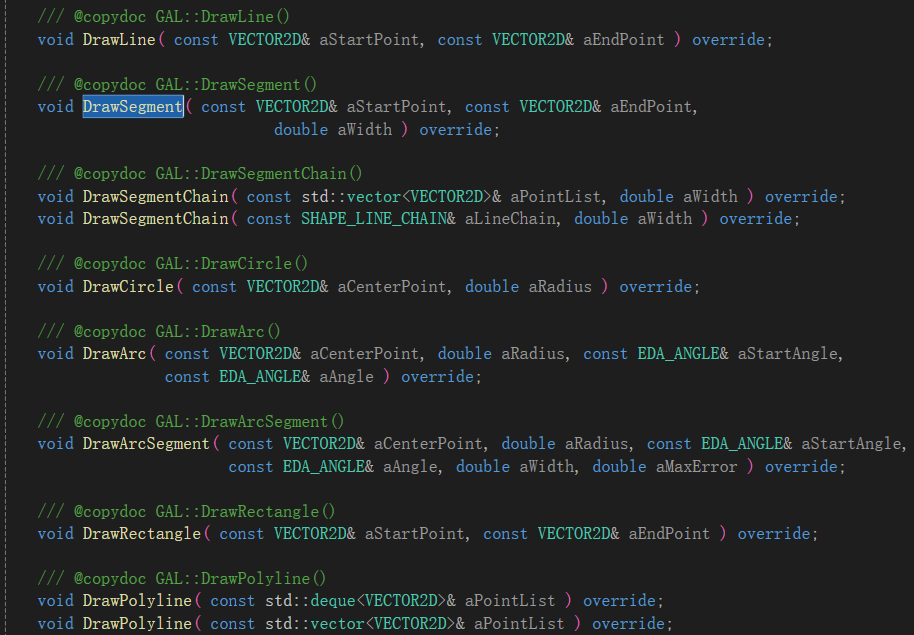 /// @copydoc GAL::DrawLine()
void DrawLine( const VECTOR2D& aStartPoint, const VECTOR2D& aEndPoint ) override;
/// @copydoc GAL::DrawSegment()
void DrawSegment( const VECTOR2D& aStartPoint, const VECTOR2D& aEndPoint,
double aWidth ) override;
/// @copydoc GAL::DrawSegmentChain()
void DrawSegmentChain( const std::vector<VECTOR2D>& aPointList, double aWidth ) override;
void DrawSegmentChain( const SHAPE_LINE_CHAIN& aLineChain, double aWidth ) override;
/// @copydoc GAL::DrawCircle()
void DrawCircle( const VECTOR2D& aCenterPoint, double aRadius ) override;
/// @copydoc GAL::DrawArc()
void DrawArc( const VECTOR2D& aCenterPoint, double aRadius, const EDA_ANGLE& aStartAngle,
const EDA_ANGLE& aAngle ) override;
/// @copydoc GAL::DrawArcSegment()
void DrawArcSegment( const VECTOR2D& aCenterPoint, double aRadius, const EDA_ANGLE& aStartAngle,
const EDA_ANGLE& aAngle, double aWidth, double aMaxError ) override;
/// @copydoc GAL::DrawRectangle()
void DrawRectangle( const VECTOR2D& aStartPoint, const VECTOR2D& aEndPoint ) override;
/// @copydoc GAL::DrawPolyline()
void DrawPolyline( const std::deque<VECTOR2D>& aPointList ) override;
void DrawPolyline( const std::vector<VECTOR2D>& aPointList ) override;